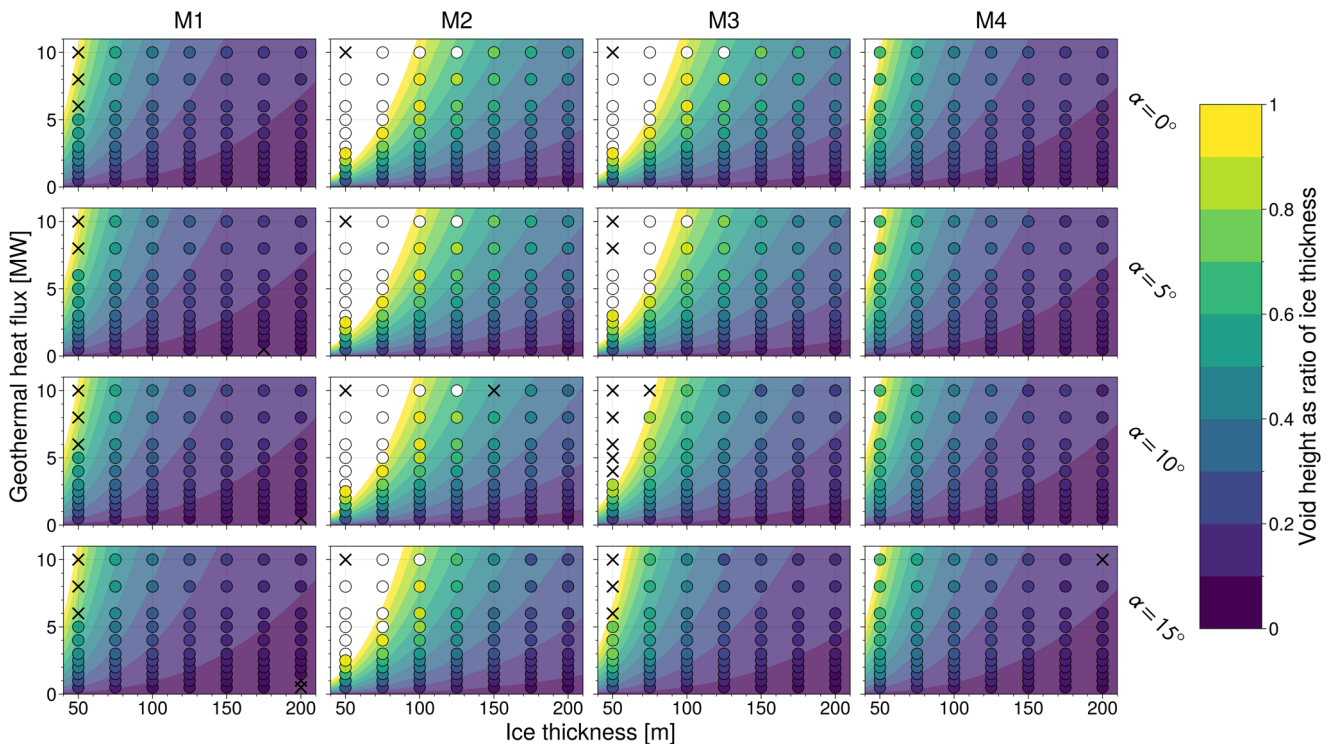 M1 M2 M3 M4
10
5
0
α=0°
10
5
0
α=5°
10
5
0
α=10°
10
5
0
α=15°
50 100 150 200 50 100 150 200 50 100 150 200 50 100 150 200
Ice thickness [m]
Geothermal heat flux [MW]
1
0.8
0.6
0.4
0.2
0
Void height as ratio of ice thickness